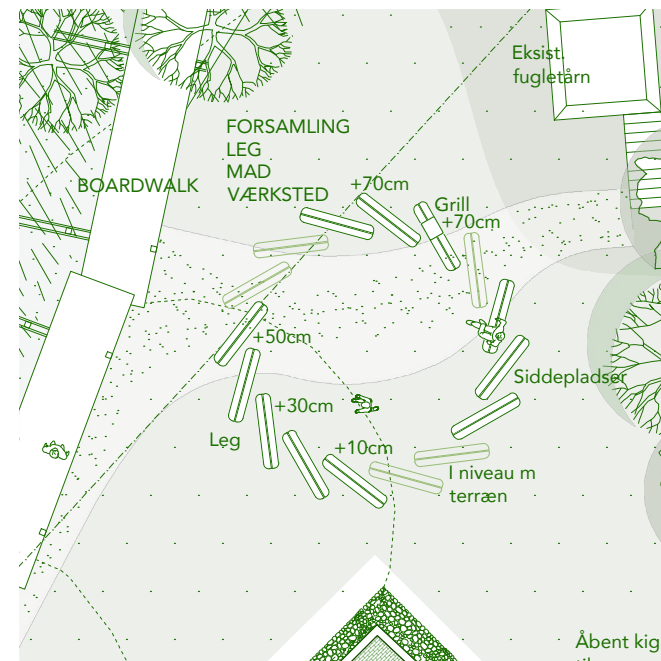 Eksist.
fugletårn
FORSAMLING
LEG
MAD
VÆRKSTED
BOARDWALK
+70cm
Grill
+70cm
+50cm
Siddepladser
+30cm
Leg
+10cm
I niveau m
terræn
Åbent kig